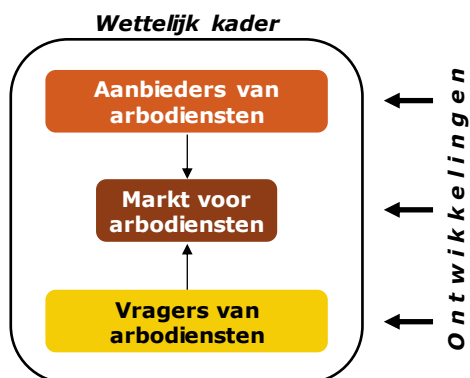 Wettelijk kader
Aanbieders van
arbodiensten
Markt voor
arbodiensten
Vragers van
arbodiensten
Ontwikkelingen